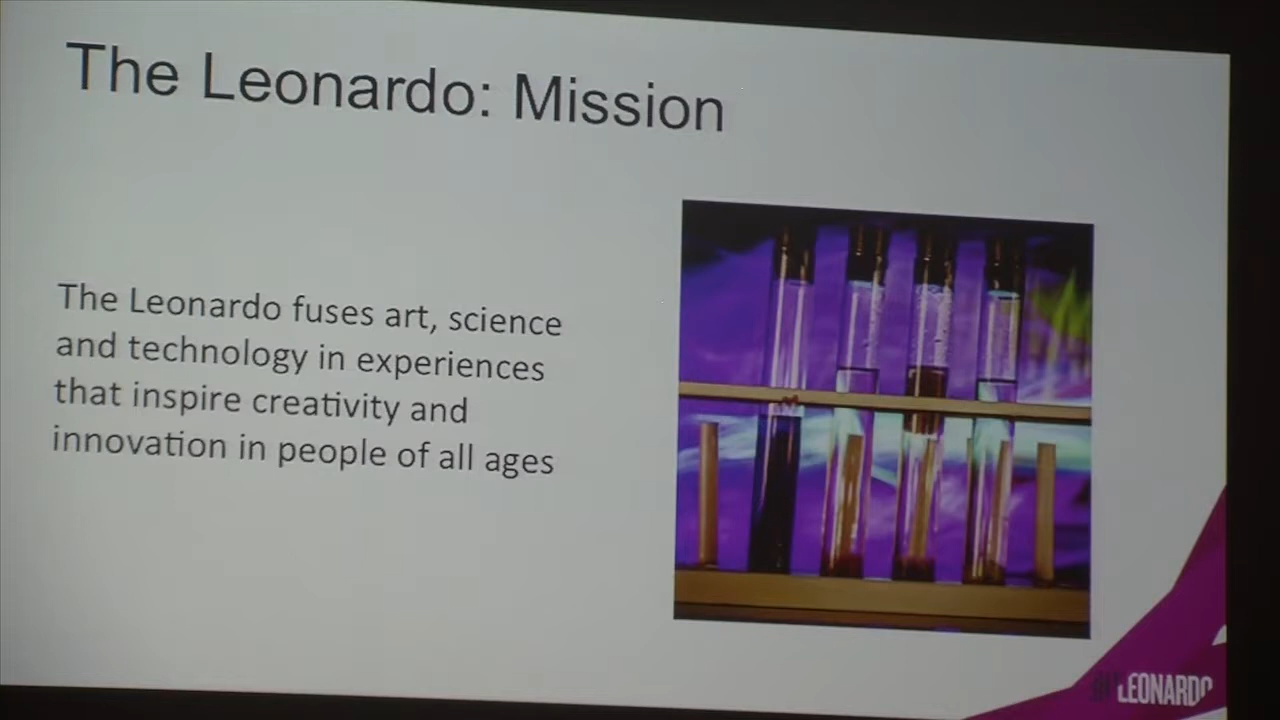 The Leonardo: Mission
The Leonardo fuses art, science
and technology in experiences
that inspire creativity and
innovation in people of all ages
LEONARDO